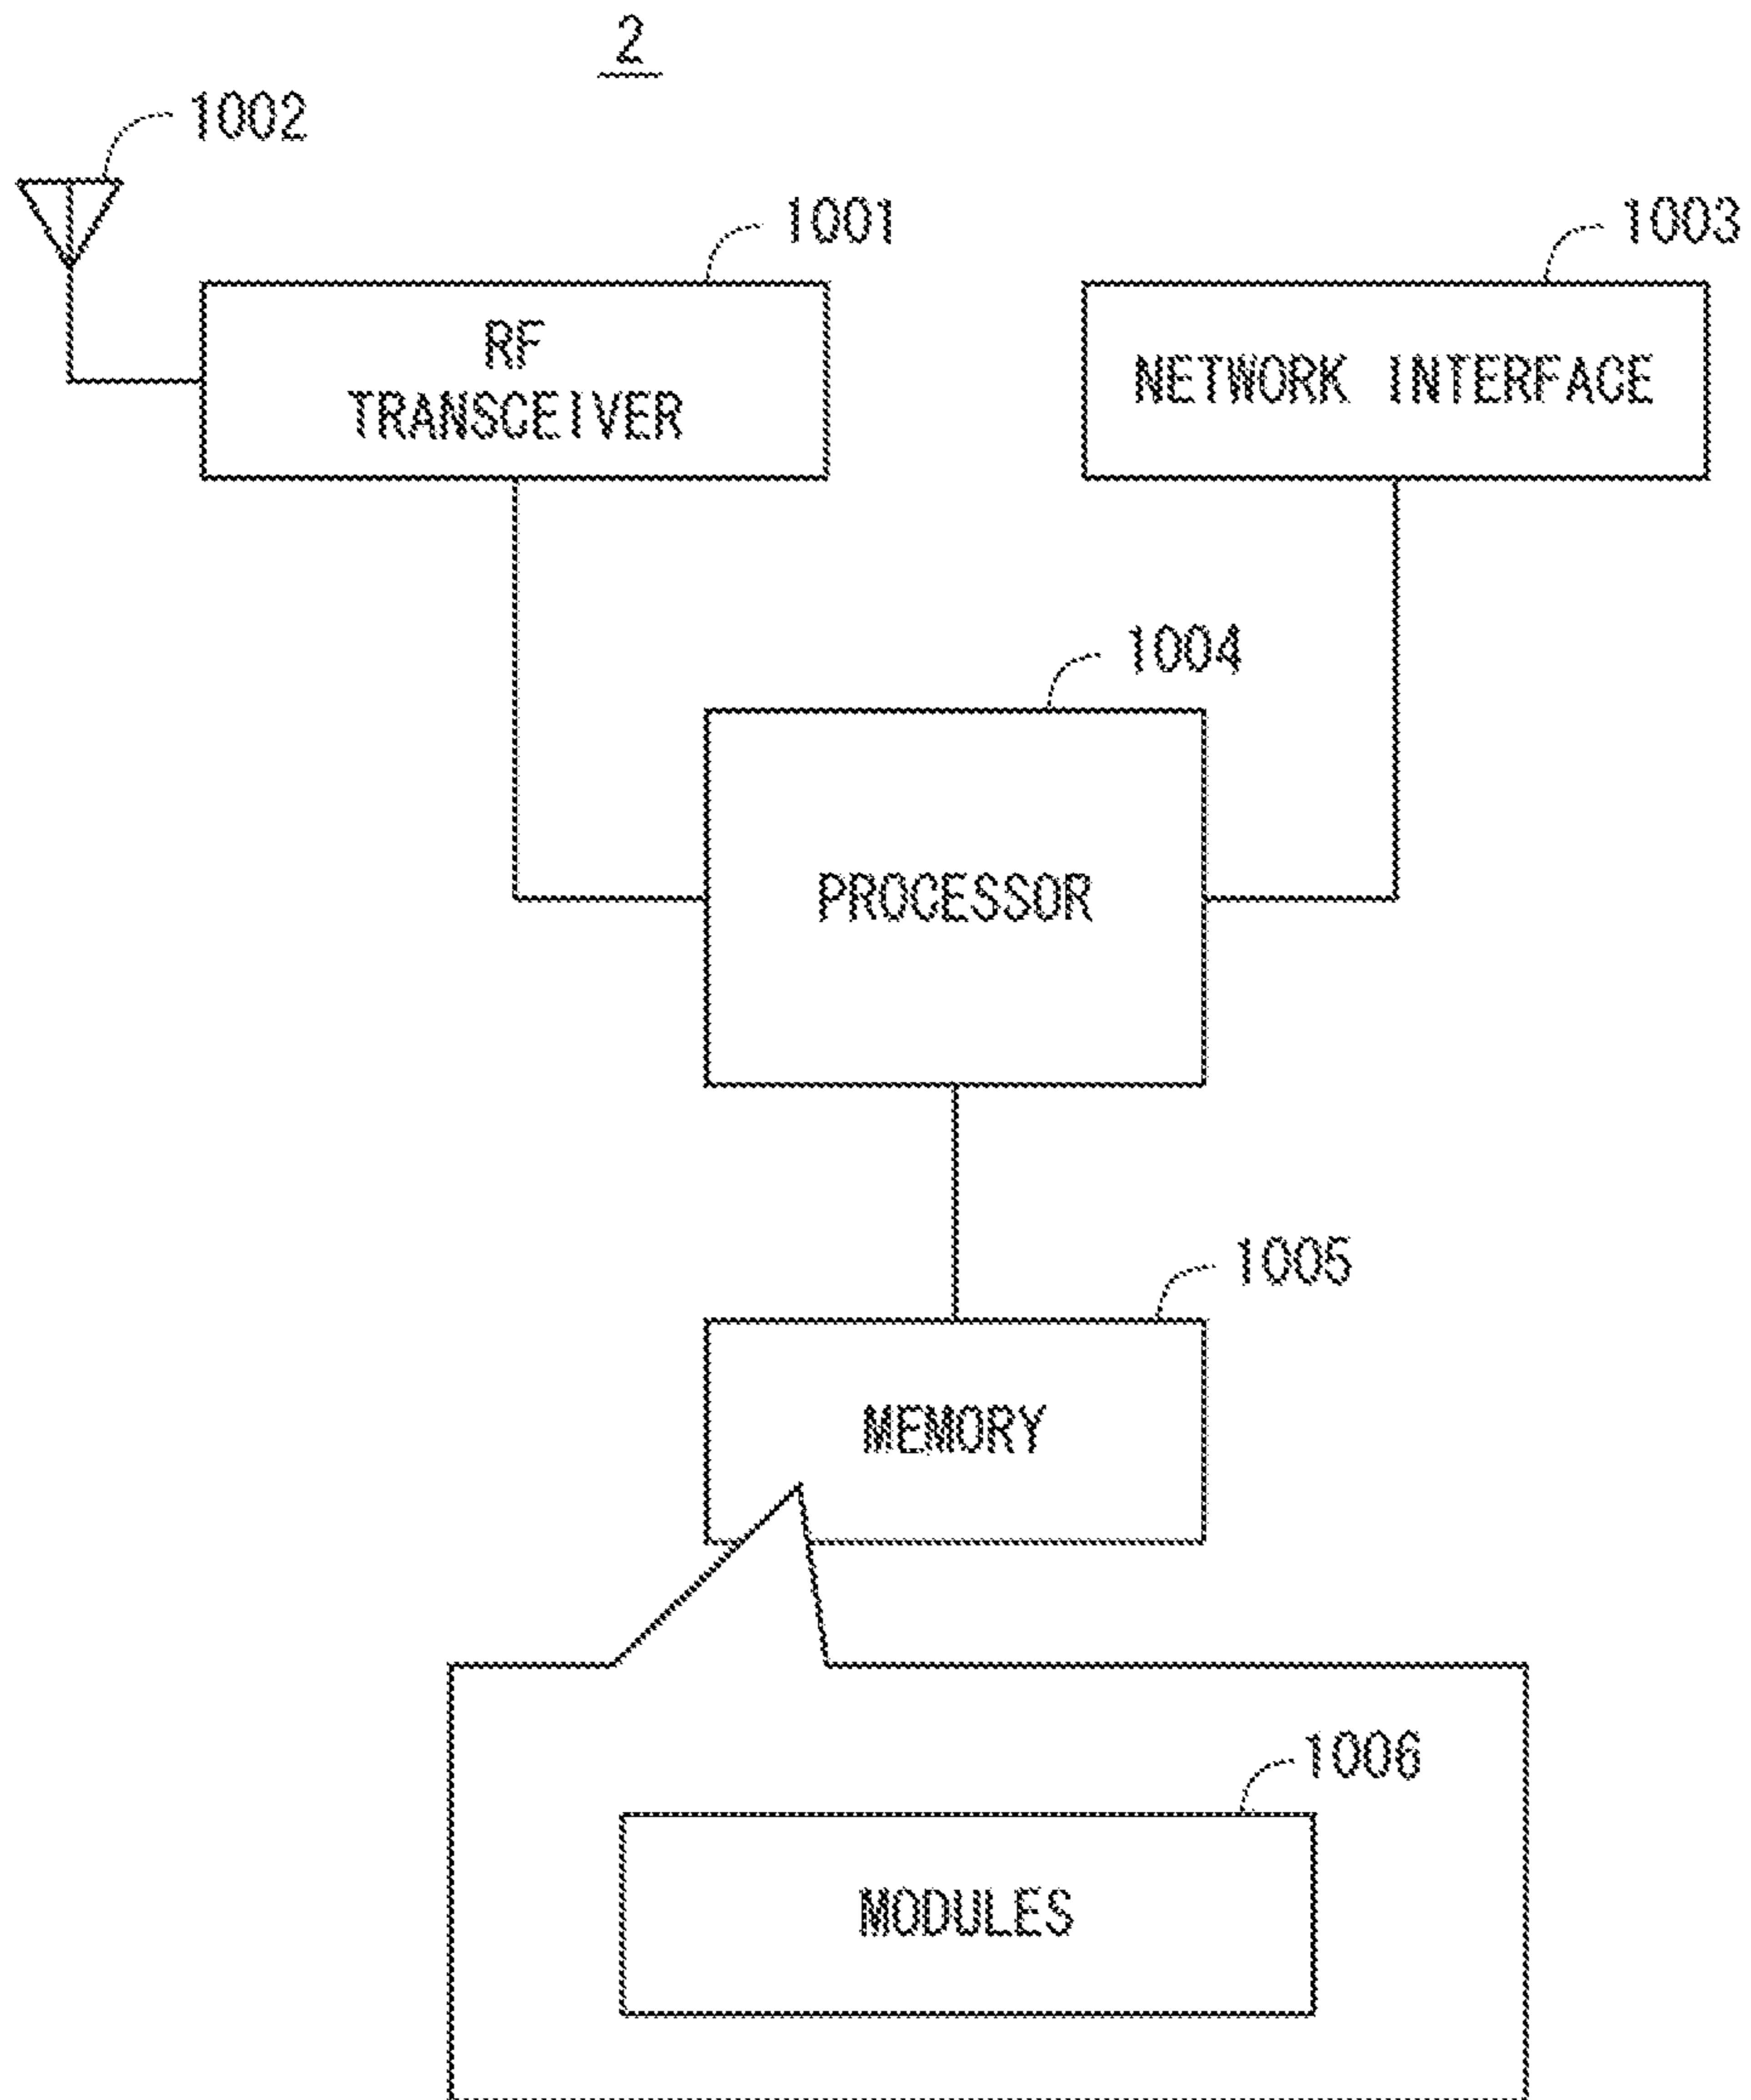 2
1002
1001
1003
RF
TRANSCEIVER
NETWORK INTERFACE
1004
PROCESSOR
1005
MEMORY
1006
MODULES